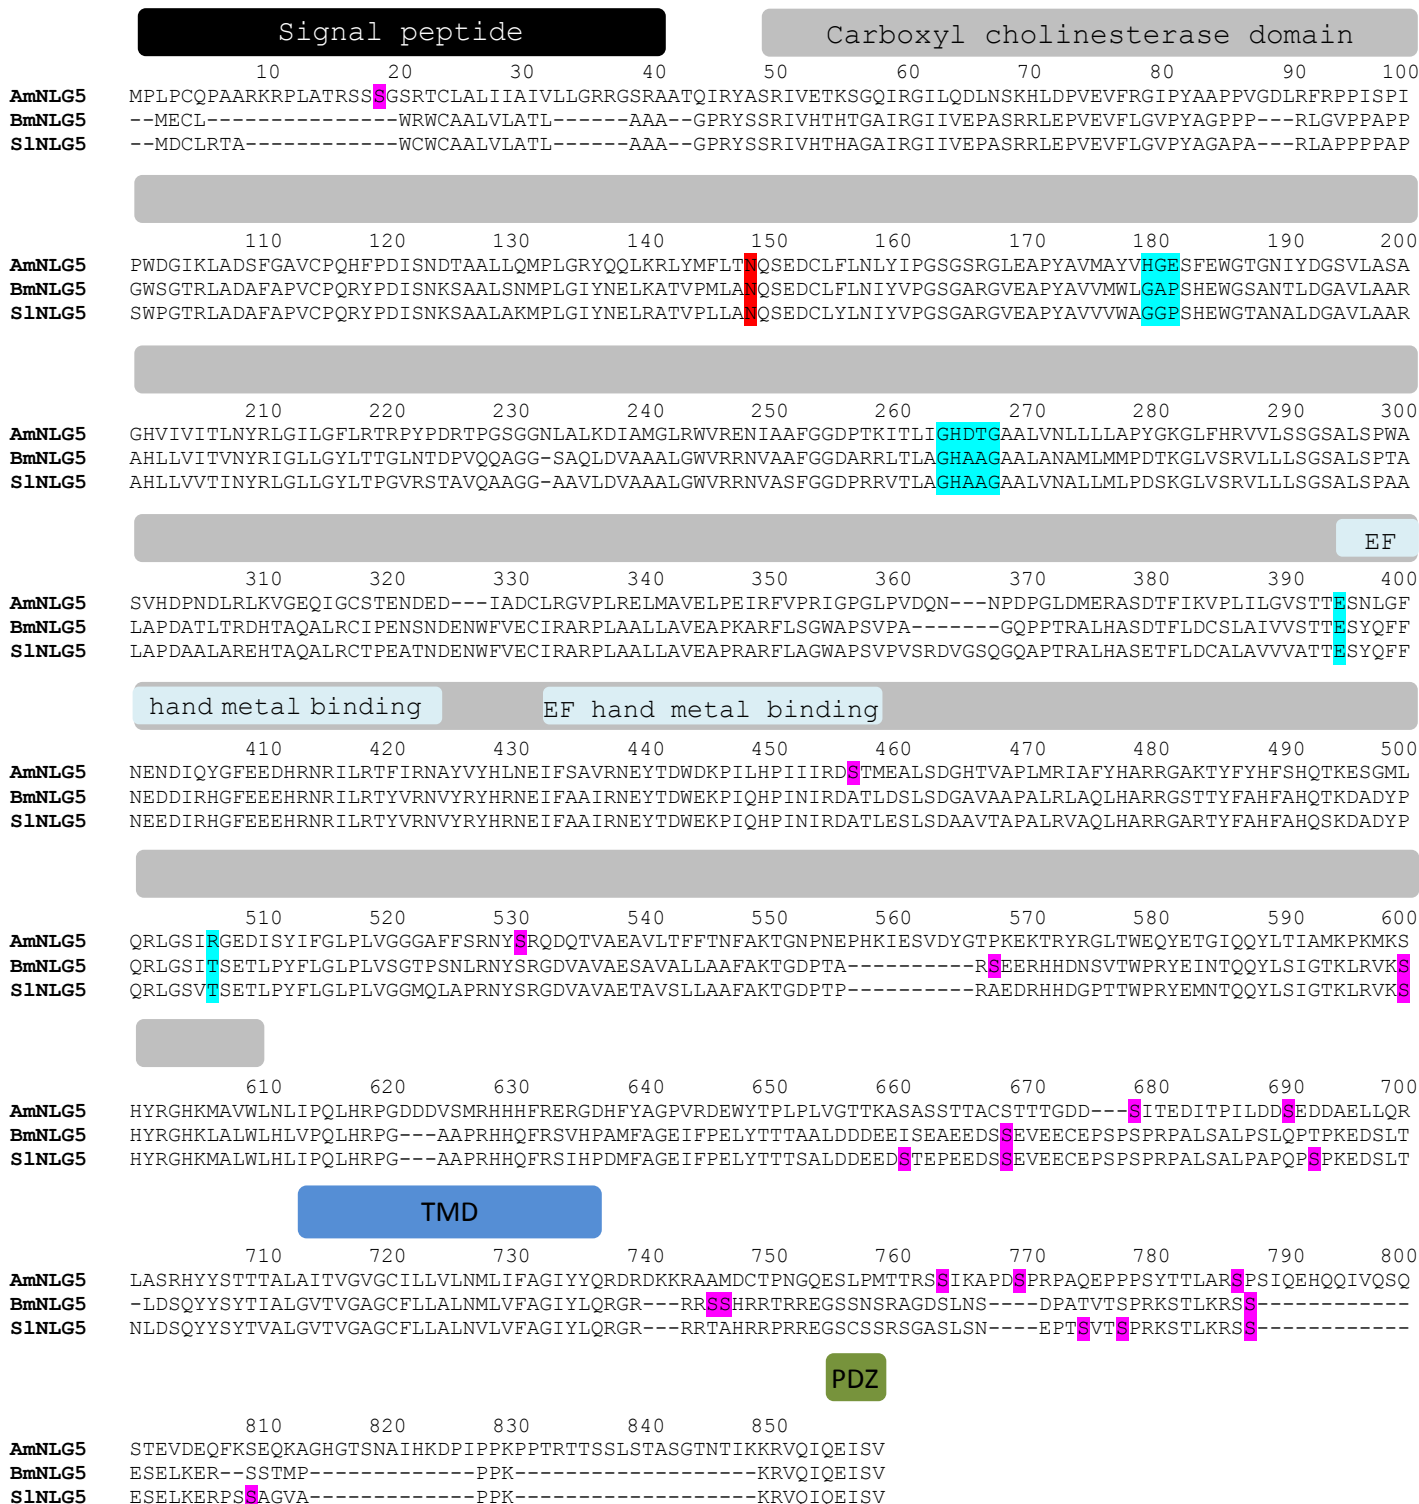 Signal peptide Carboxyl cholinesterase domain
10 20 30 40 50 60 70 80 90 100
AmNLG5 MPLPCQPAARKRPLATRSSSGSRTCLALIIAIVLLGRRGSRAATQIRYASRIVETKSGQIRGILQDLNSKHLDPVEVFRGIPYAAPPVGDLRFRPPISPI
BmNLG5 --MECL---------------WRWCAALVLATL------AAA--GPRYSSRIVHTHTGAIRGIIVEPASRRLEPVEVFLGVPYAGPPP---RLGVPPAPP
SlNLG5 --MDCLRTA------------WCWCAALVLATL------AAA--GPRYSSRIVHTHAGAIRGIIVEPASRRLEPVEVFLGVPYAGAPA---RLAPPPPAP
110 120 130 140 150 160 170 180 190 200
AmNLG5 PWDGIKLADSFGAVCPQHFPDISNDTAALLQMPLGRYQQLKRLYMFLTNQSEDCLFLNLYIPGSGSRGLEAPYAVMAYVHGESFEWGTGNIYDGSVLASA
BmNLG5 GWSGTRLADAFAPVCPQRYPDISNKSAALSNMPLGIYNELKATVPMLANQSEDCLFLNIYVPGSGARGVEAPYAVVMWLGAPSHEWGSANTLDGAVLAAR
SlNLG5 SWPGTRLADAFAPVCPQRYPDISNKSAALAKMPLGIYNELRATVPLLANQSEDCLYLNIYVPGSGARGVEAPYAVVVWAGGPSHEWGTANALDGAVLAAR
210 220 230 240 250 260 270 280 290 300
AmNLG5 GHVIVITLNYRLGILGFLRTRPYPDRTPGSGGNLALKDIAMGLRWVRENIAAFGGDPTKITLIGHDTGAALVNLLLLAPYGKGLFHRVVLSSGSALSPWA
BmNLG5 AHLLVITVNYRIGLLGYLTTGLNTDPVQQAGG-SAQLDVAAALGWVRRNVAAFGGDARRLTLAGHAAGAALANAMLMMPDTKGLVSRVLLLSGSALSPTA
SlNLG5 AHLLVVTINYRLGLLGYLTPGVRSTAVQAAGG-AAVLDVAAALGWVRRNVASFGGDPRRVTLAGHAAGAALVNALLMLPDSKGLVSRVLLLSGSALSPAA
EF
310 320 330 340 350 360 370 380 390 400
AmNLG5 SVHDPNDLRLKVGEQIGCSTENDED---IADCLRGVPLRELMAVELPEIRFVPRIGPGLPVDQN---NPDPGLDMERASDTFIKVPLILGVSTTESNLGF
BmNLG5 LAPDATLTRDHTAQALRCIPENSNDENWFVECIRARPLAALLAVEAPKARFLSGWAPSVPA-------GQPPTRALHASDTFLDCSLAIVVSTTESYQFF
SlNLG5 LAPDAALAREHTAQALRCTPEATNDENWFVECIRARPLAALLAVEAPRARFLAGWAPSVPVSRDVGSQGQAPTRALHASETFLDCALAVVVATTESYQFF
hand metal binding EF hand metal binding
410 420 430 440 450 460 470 480 490 500
AmNLG5 NENDIQYGFEEDHRNRILRTFIRNAYVYHLNEIFSAVRNEYTDWDKPILHPIIIRDSTMEALSDGHTVAPLMRIAFYHARRGAKTYFYHFSHQTKESGML
BmNLG5 NEDDIRHGFEEEHRNRILRTYVRNVYRYHRNEIFAAIRNEYTDWEKPIQHPINIRDATLDSLSDGAVAAPALRLAQLHARRGSTTYFAHFAHQTKDADYP
SlNLG5 NEEDIRHGFEEEHRNRILRTYVRNVYRYHRNEIFAAIRNEYTDWEKPIQHPINIRDATLESLSDAAVTAPALRVAQLHARRGARTYFAHFAHQSKDADYP
510 520 530 540 550 560 570 580 590 600
AmNLG5 QRLGSIRGEDISYIFGLPLVGGGAFFSRNYSRQDQTVAEAVLTFFTNFAKTGNPNEPHKIESVDYGTPKEKTRYRGLTWEQYETGIQQYLTIAMKPKMKS
BmNLG5 QRLGSITSETLPYFLGLPLVSGTPSNLRNYSRGDVAVAESAVALIAAFAKTGDPTA----------RSEERHHDNSVTWPRYEINTQQYLSIGTKLRVKS
SlNLG5 QRLGSVTSETLPYFLGLPLVGGMQLAPRNYSRGDVAVAETAVSLLAAFAKTGDPTP----------RAEDRHHDGPTTWPRYEMNTQQYLSIGTKLRVKS
610 620 630 640 650 660 670 680 690 700
AmNLG5 HYRGHKMAVWLNLIPQLHRPGDDDVSMRHHHFRERGDHFYAGPVRDEWYTPLPLVGTTKASASSTTACSTTTGDD---SITEDITPILDDSEDDAELLQR
BmNLG5 HYRGHKLALWLHLVPQLHRPG---AAPRHHQFRSVHPAMFAGEIFPELYTTTAALDDDEEISEAEEDSSEVEECEPSPSPRPALSALPSLQPTPKEDSLT
SlNLG5 HYRGHKMALWLHLIPQLHRPG---AAPRHHQFRSIHPDMFAGEIFPELYTTTSALDDEEDSTEPEEDSSEVEECEPSPSPRPALSALPAPQPSPKEDSLT
TMD
710 720 730 740 750 760 770 780 790 800
AmNLG5 LASRHYYSTTTALAITVGVGCILLVLNMLIFAGIYYQRDRDKKRAAMDCTPNGQESLPMTTRSSIKAPDSPRPAQEPPPSYTTLARSPSIQEHQQIVQSQ
BmNLG5 -LDSQYYSYTIALGVTVGAGCFLLALNMLVFAGIYLQRGR---RRSSHRRTRREGSSNSRAGDSLNS----DPATVTSPRKSTLKRSS------------
SlNLG5 NLDSQYYSYTVALGVTVGAGCFLLALNVLVFAGIYLQRGR---RRTAHRRPRREGSCSSRSGASLSN----EPTSVTSPRKSTLKRSS------------
PDZ
810 820 830 840 850
AmNLG5 STEVDEQFKSEQKAGHGTSNAIHKDPIPPKPPTRTTSSLSTASGTNTIKKRVQIQEISV
BmNLG5 ESELKER--SSTMP-------------PPK-------------------KRVQIQEISV
SlNLG5 ESELKERPSSAGVA-------------PPK-------------------KRVQIQEISV